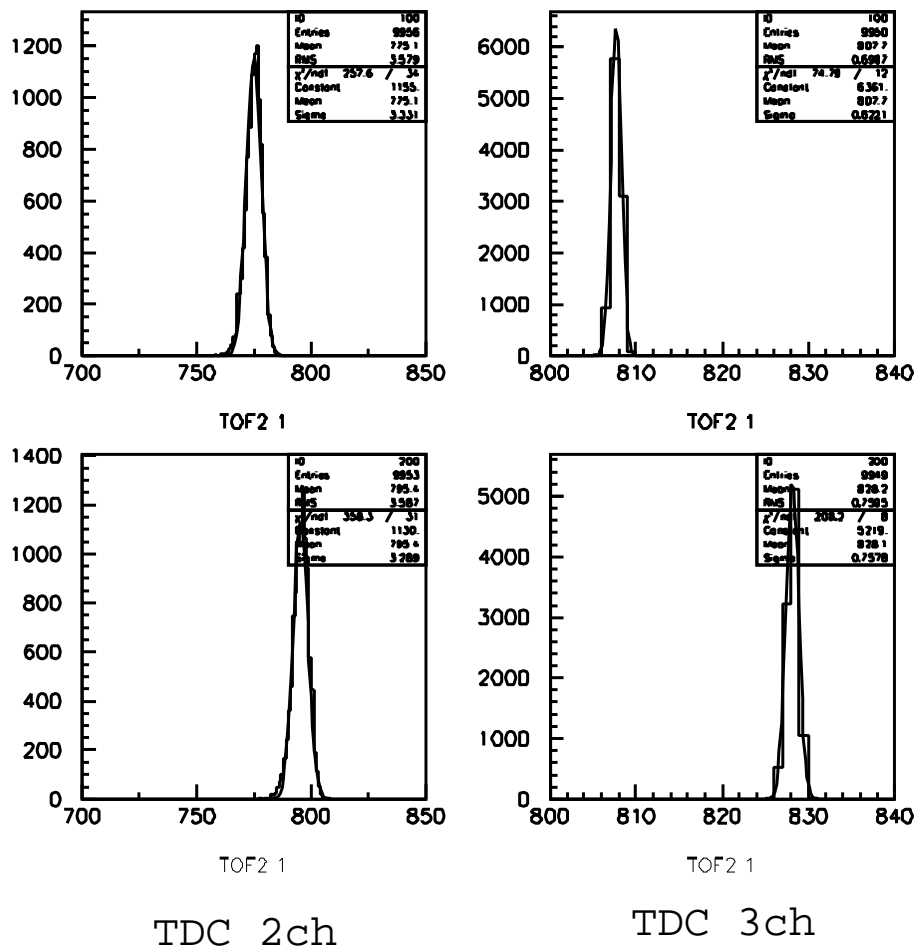 ID 100
Entries 9956
Mean 775.1
RMS 3.579
χ²/ndf 257.6 / 34
Constant 1155.
Mean 775.1
Sigma 3.331
1200
1000
800
600
400
200
0
700 750 800 850
TOF2 1
ID 100
Entries 9950
Mean 807.7
RMS 0.6987
χ²/ndf 74.79 / 12
Constant 6361.
Mean 807.7
Sigma 0.6221
6000
5000
4000
3000
2000
1000
0
800 810 820 830 840
TOF2 1
ID 200
Entries 9953
Mean 795.4
RMS 3.567
χ²/ndf 358.3 / 31
Constant 1130.
Mean 795.6
Sigma 3.289
1400
1200
1000
800
600
400
200
0
700 750 800 850
TOF2 1
ID 200
Entries 9949
Mean 828.2
RMS 0.7595
χ²/ndf 208.2 / 8
Constant 5219.
Mean 828.1
Sigma 0.7578
5000
4000
3000
2000
1000
0
800 810 820 830 840
TOF2 1
TDC 2ch
TDC 3ch